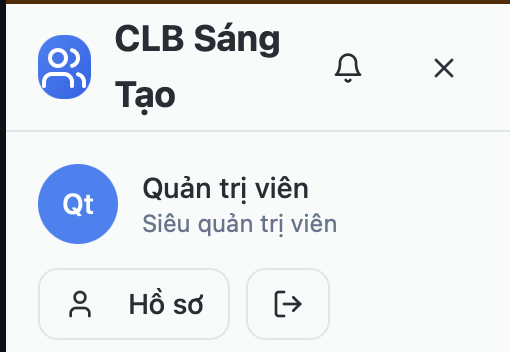 CLB Sáng
Tạo
Qt
Quản trị viên
Siêu quản trị viên
Hồ sơ